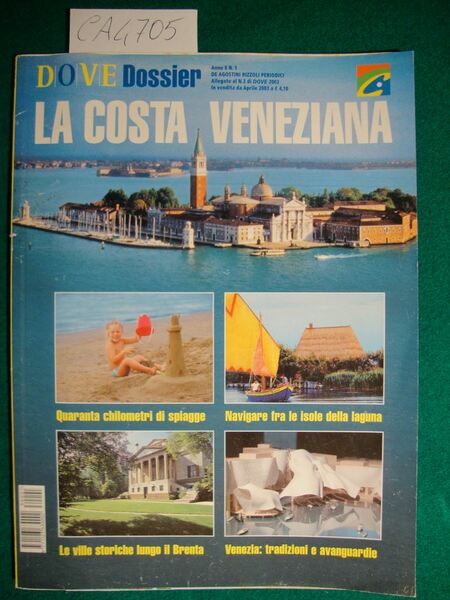 CA4705
DOVE Dossier
Anno 8 N. 1
DE AGOSTINI RIZZOLI PERIODICI
Allegato al N.3 di DOVE 2003
In vendita da Aprile 2003 a € 4,10
LA COSTA VENEZIANA
Quaranta chilometri di spiagge
Navigare fra le isole della laguna
Le ville storiche lungo il Brenta
Venezia: tradizioni e avanguardie